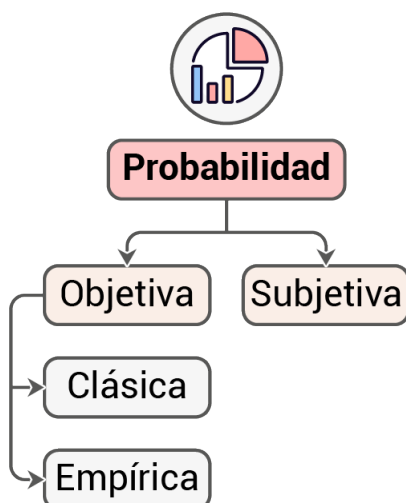 Probabilidad
Objetiva
Subjetiva
Clásica
Empírica